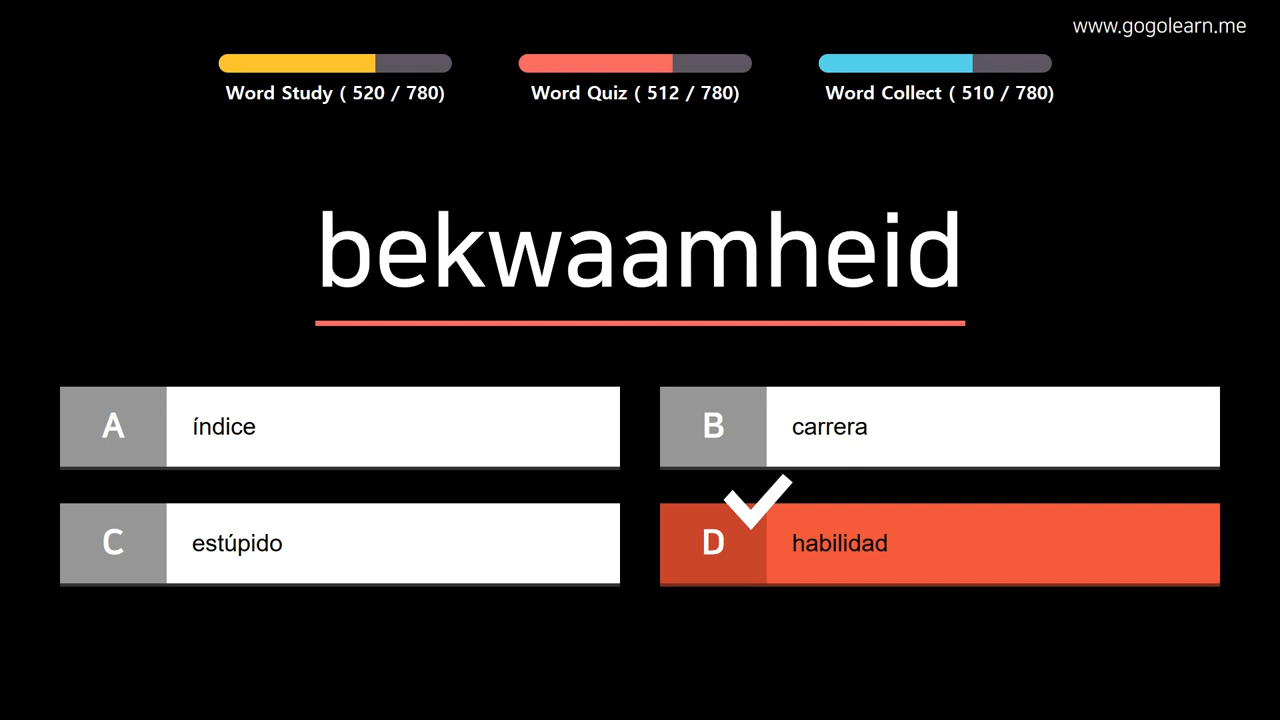 www.gogolearn.me
Word Study ( 520 / 780)
Word Quiz ( 512 / 780)
Word Collect ( 510 / 780)
bekwaamheid
A índice
B carrera
C estúpido
D habilidad